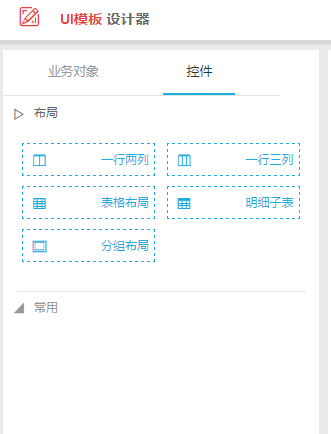 UI模板 设计器
业务对象 控件
布局
一行两列 一行三列
表格布局 明细子表
分组布局
常用